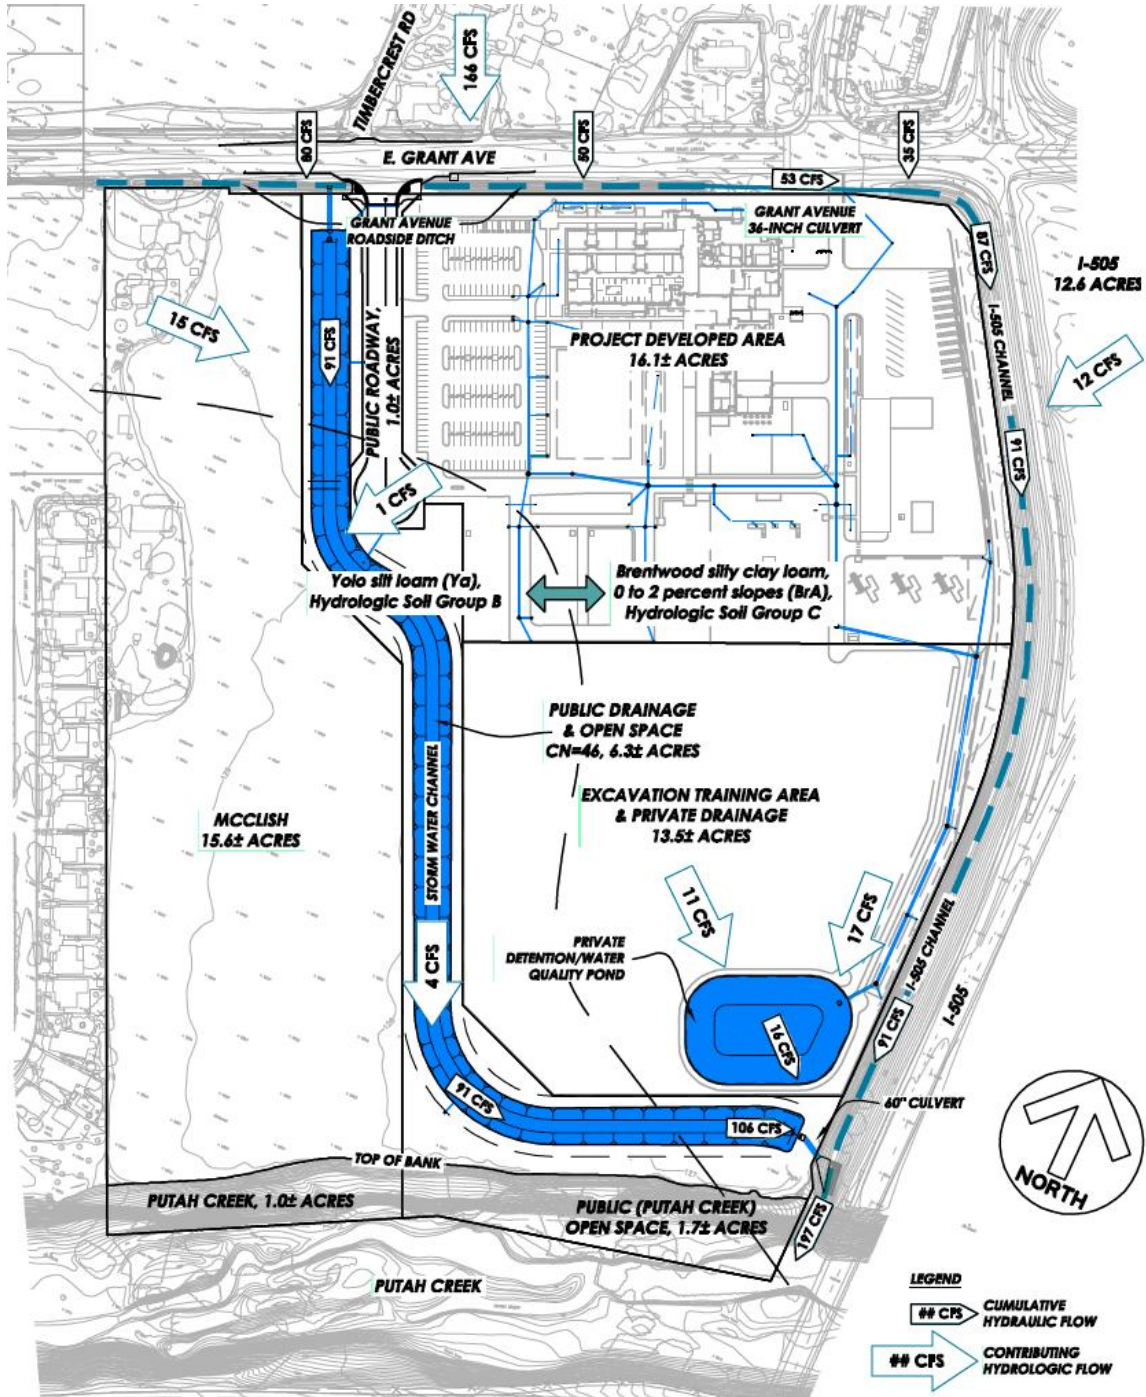 TIMBERCREST RD
166 CFS
80 CFS
E. GRANT AVE
50 CFS
35 CFS
53 CFS
GRANT AVENUE
ROADSIDE DITCH
GRANT AVENUE
36-INCH CULVERT
87 CFS
I-505
12.6 ACRES
I-505 CHANNEL
15 CFS
91 CFS
PUBLIC ROADWAY,
1.0± ACRES
PROJECT DEVELOPED AREA
16.1± ACRES
12 CFS
91 CFS
1 CFS
Yolo silt loam (Ya),
Hydrologic Soil Group B
Brentwood silty clay loam,
0 to 2 percent slopes (BrA),
Hydrologic Soil Group C
PUBLIC DRAINAGE
& OPEN SPACE
CN=46, 6.3± ACRES
STORM WATER CHANNEL
MCCLISH
15.6± ACRES
EXCAVATION TRAINING AREA
& PRIVATE DRAINAGE
13.5± ACRES
11 CFS
17 CFS
4 CFS
PRIVATE
DETENTION/WATER
QUALITY POND
I-505 CHANNEL
I-505
16 CFS
91 CFS
91 CFS
60" CULVERT
106 CFS
TOP OF BANK
PUTAH CREEK, 1.0± ACRES
PUBLIC (PUTAH CREEK)
OPEN SPACE, 1.7± ACRES
197 CFS
NORTH
PUTAH CREEK
LEGEND
## CFS
CUMULATIVE
HYDRAULIC FLOW
## CFS
CONTRIBUTING
HYDROLOGIC FLOW